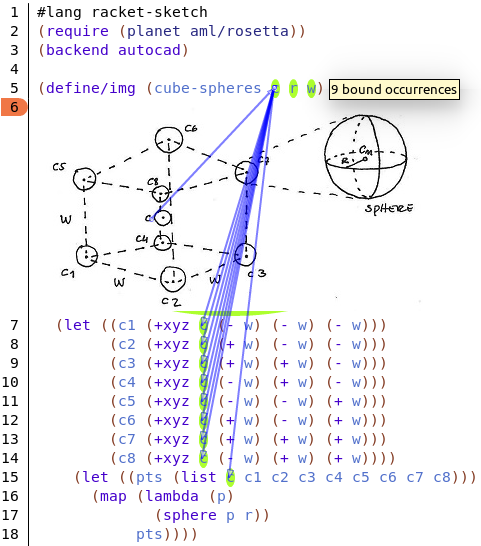 1 #lang racket-sketch
2 (require (planet aml/rosetta))
3 (backend autocad)
4
5 (define/img (cube-spheres c r w) 9 bound occurrences
6
C6
C5 C8 C7 R
C
W
SPHERE
C4
C1 W C2 W C3
7 (let ((c1 (+xyz c (- w) (- w) (- w)))
8 (c2 (+xyz c (+ w) (- w) (- w)))
9 (c3 (+xyz c (+ w) (+ w) (- w)))
10 (c4 (+xyz c (- w) (+ w) (- w)))
11 (c5 (+xyz c (- w) (- w) (+ w)))
12 (c6 (+xyz c (+ w) (- w) (+ w)))
13 (c7 (+xyz c (+ w) (+ w) (+ w)))
14 (c8 (+xyz c (- w) (+ w) (+ w))))
15 (let ((pts (list c c1 c2 c3 c4 c5 c6 c7 c8)))
16 (map (lambda (p)
17 (sphere p r))
18 pts))))